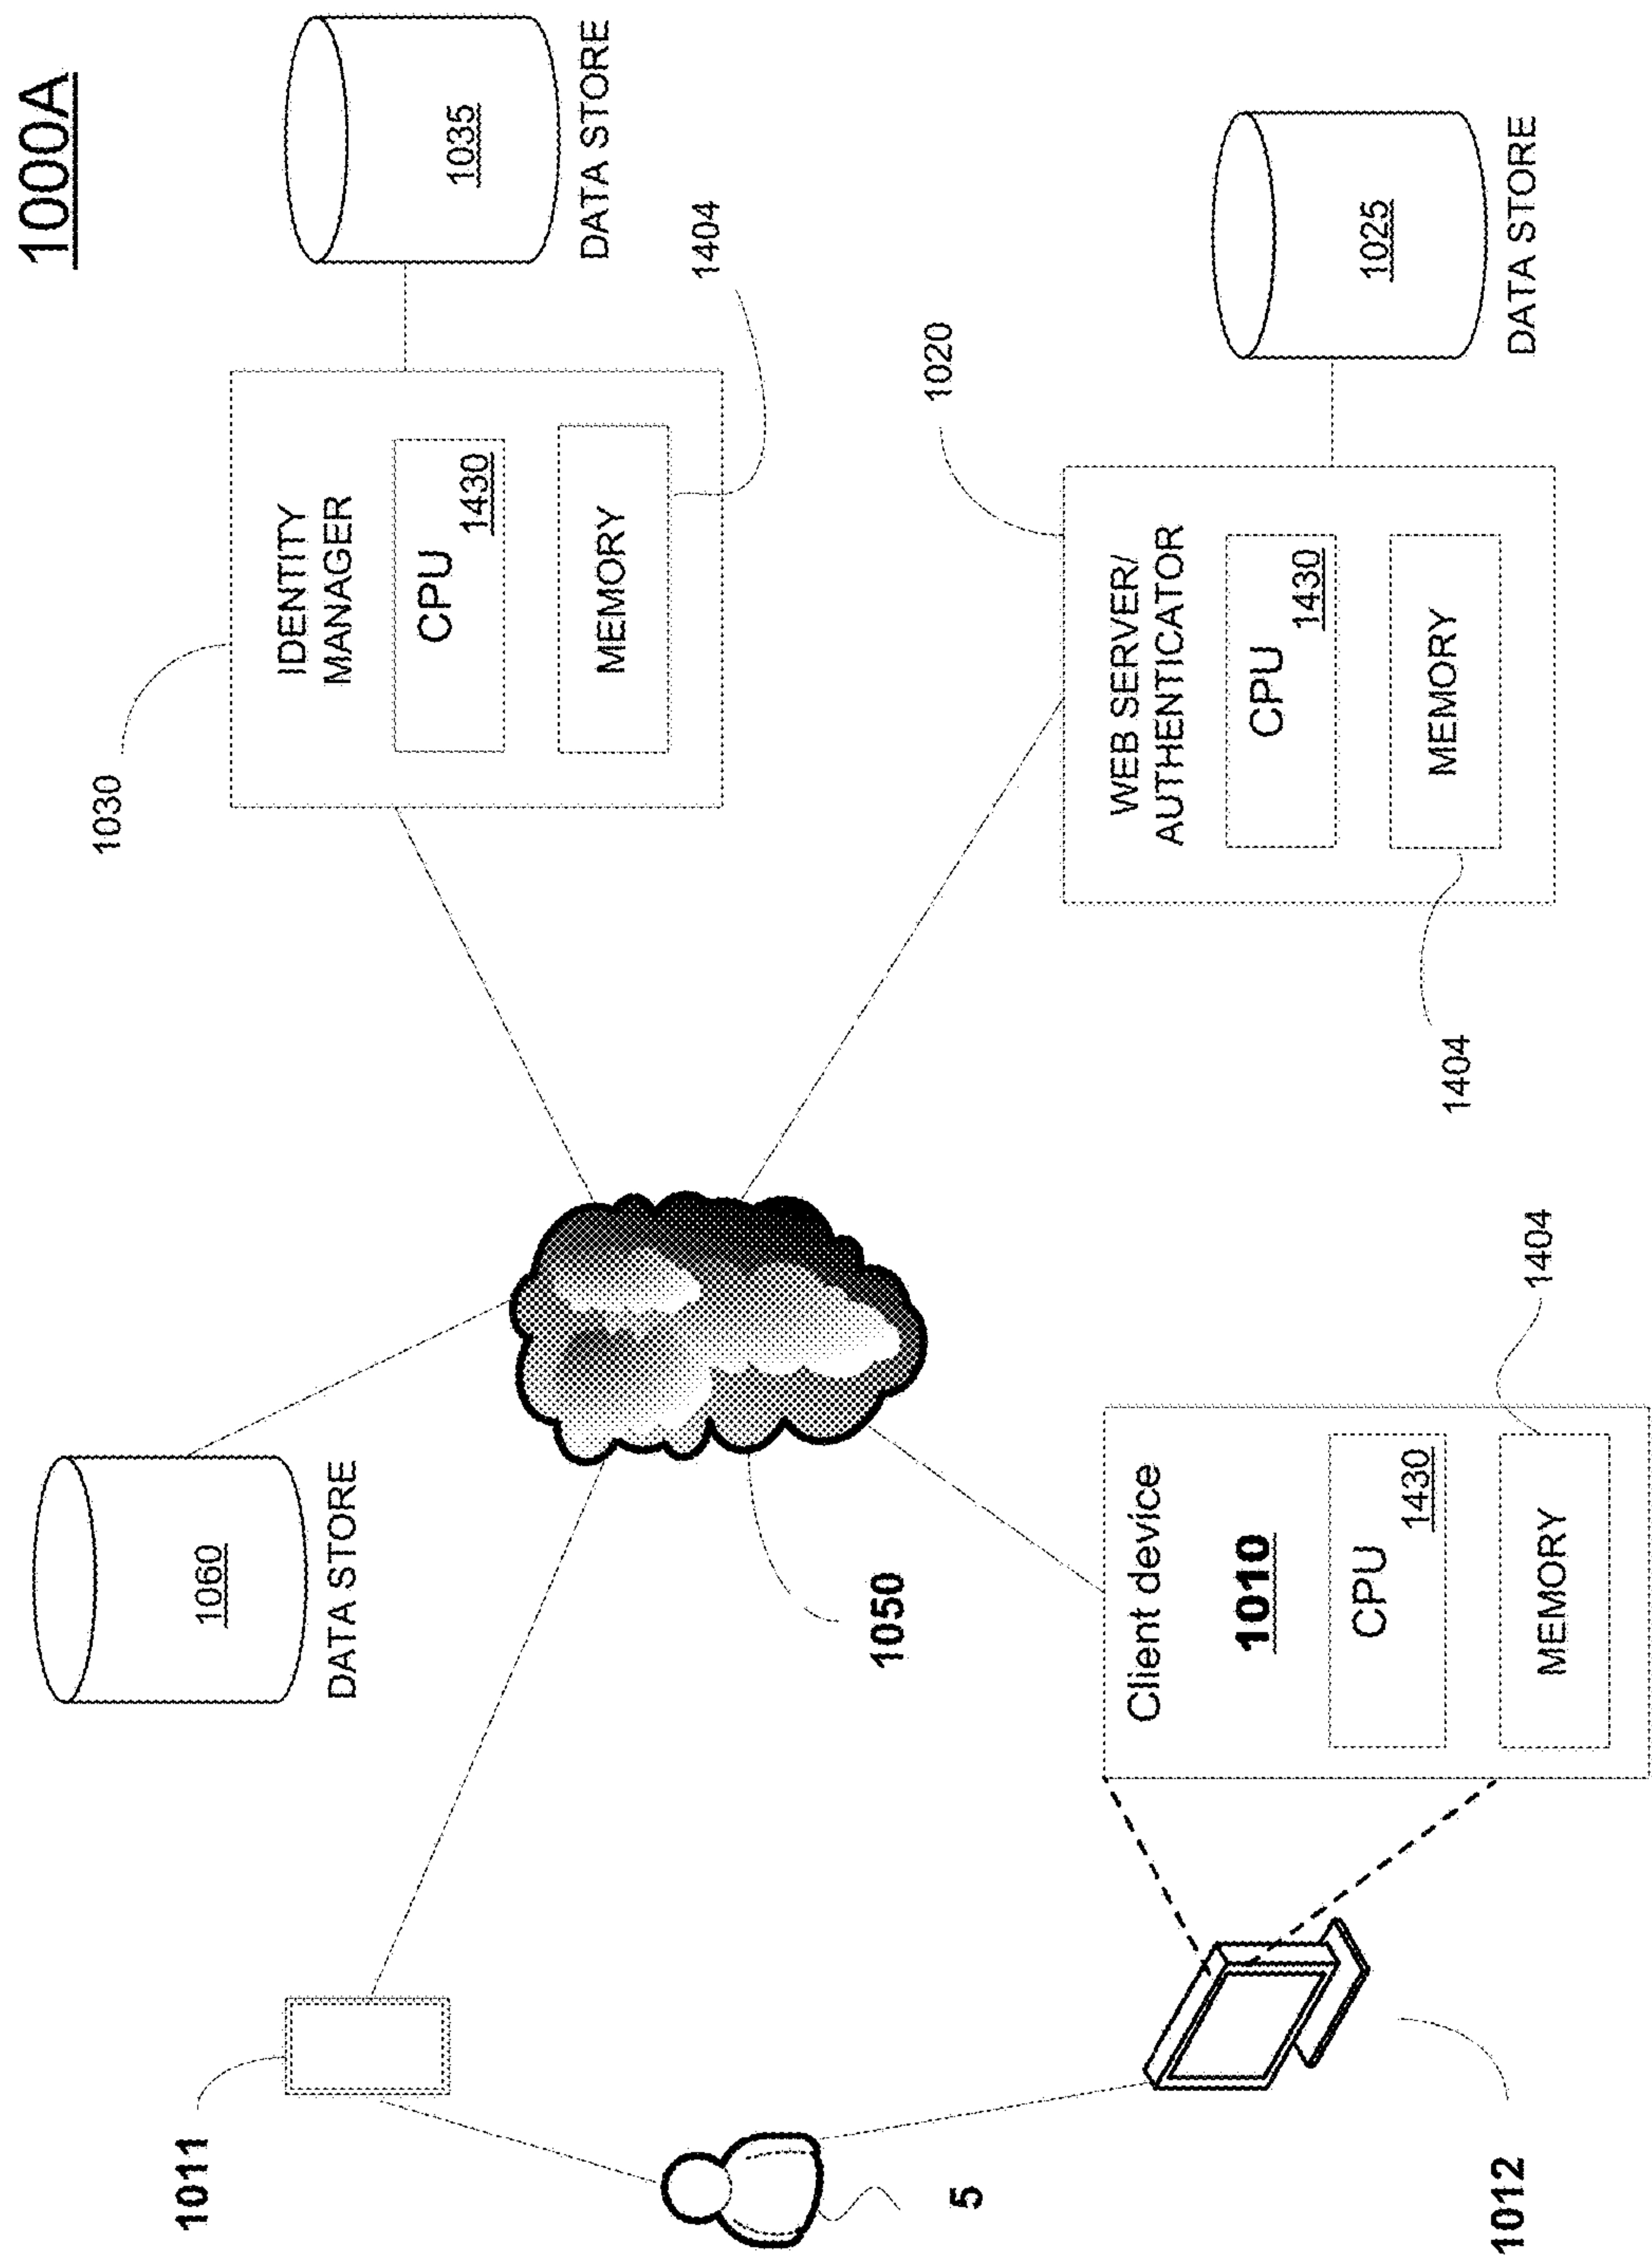 1000A
1011
1060
DATA STORE
1030
IDENTITY
MANAGER
CPU
1430
MEMORY
1404
1035
DATA STORE
5
1050
1020
WEB SERVER/
AUTHENTICATOR
CPU
1430
MEMORY
1404
1025
DATA STORE
Client device
1010
CPU
1430
MEMORY
1404
1012